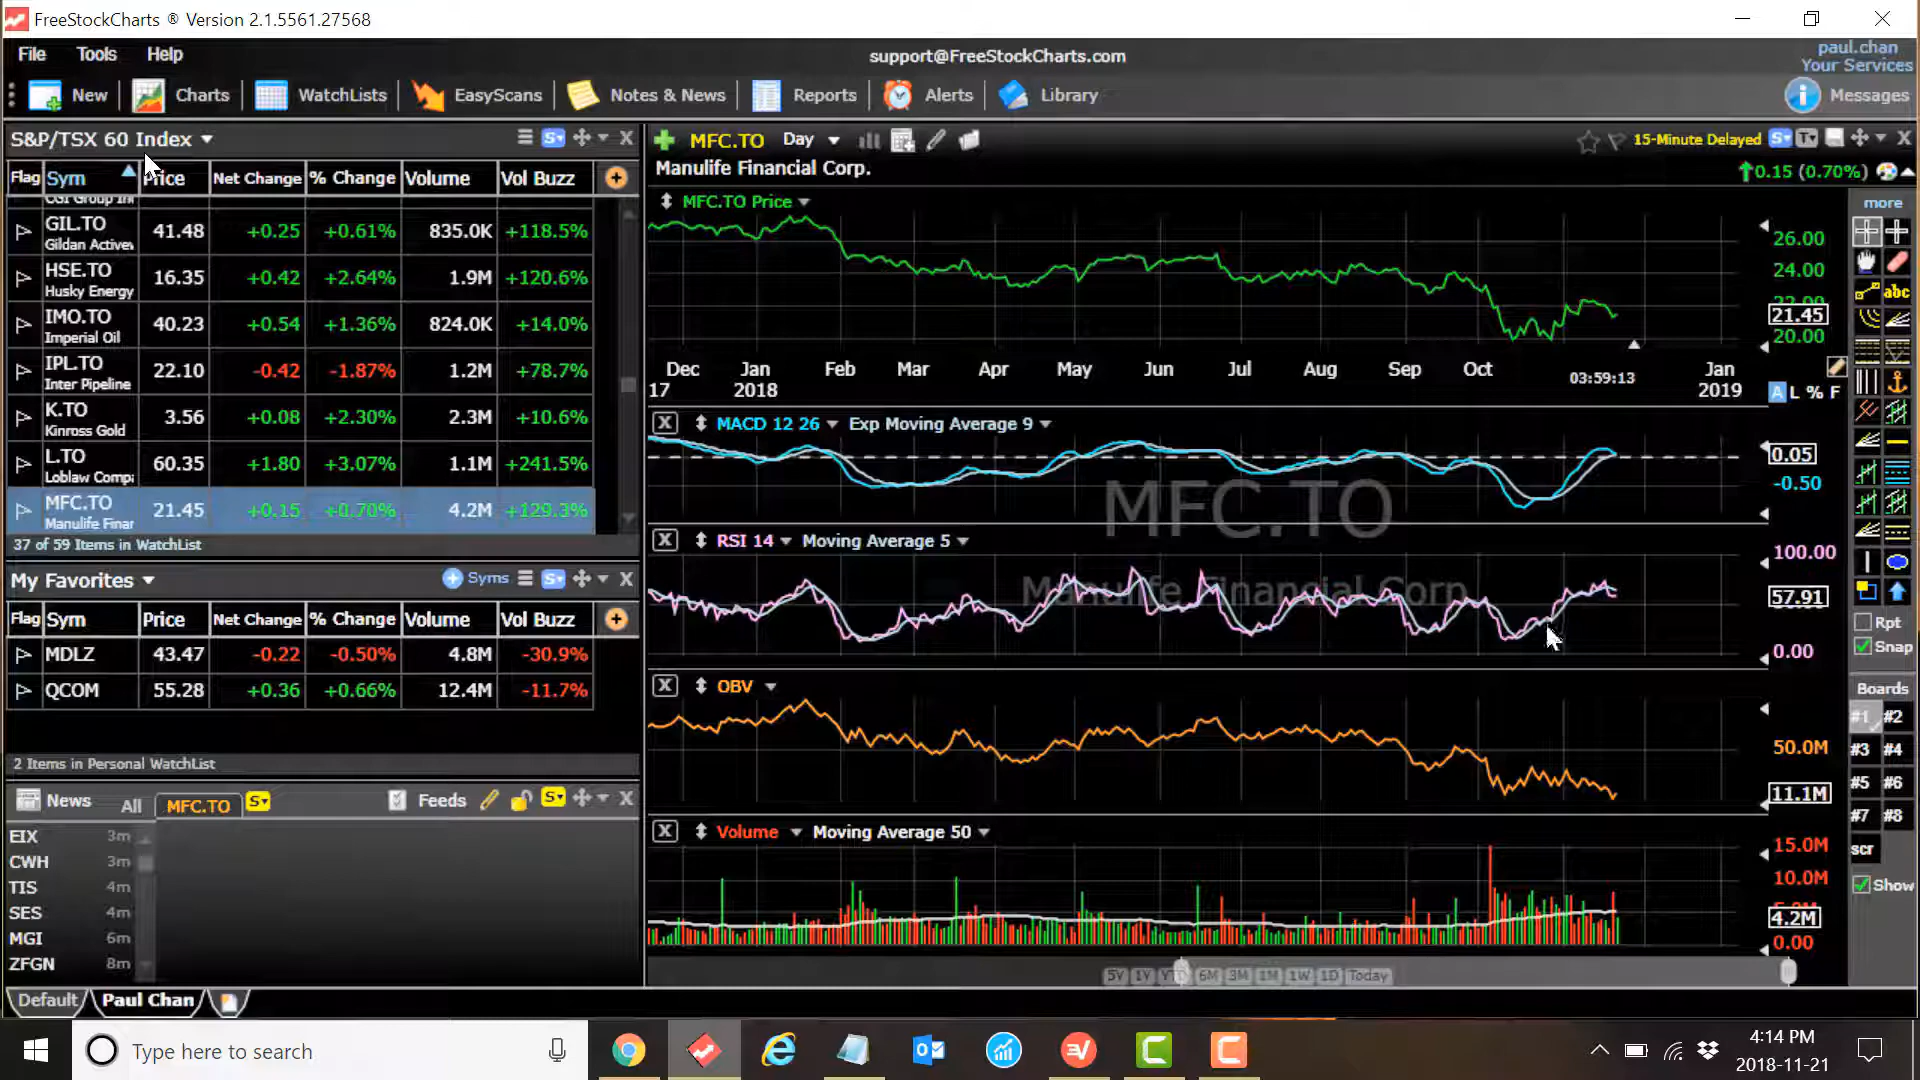 FreeStockCharts ® Version 2.1.5561.27568
File Tools Help
support@FreeStockCharts.com
paul.chan
Your Services
New Charts WatchLists EasyScans Notes & News Reports Alerts Library
Messages
S&P/TSX 60 Index
Flag Sym Price Net Change % Change Volume Vol Buzz
CGI Group In
GIL.TO 41.48 +0.25 +0.61% 835.0K +118.5%
Gildan Active
HSE.TO 16.35 +0.42 +2.64% 1.9M +120.6%
Husky Energy
IMO.TO 40.23 +0.54 +1.36% 824.0K +14.0%
Imperial Oil
IPL.TO 22.10 -0.42 -1.87% 1.2M +78.7%
Inter Pipeline
K.TO 3.56 +0.08 +2.30% 2.3M +10.6%
Kinross Gold
L.TO 60.35 +1.80 +3.07% 1.1M +241.5%
Loblaw Comp
MFC.TO 21.45 +0.15 +0.70% 4.2M +129.3%
Manulife Finar
37 of 59 Items in WatchList
My Favorites
Syms
Flag Sym Price Net Change % Change Volume Vol Buzz
MDLZ 43.47 -0.22 -0.50% 4.8M -30.9%
QCOM 55.28 +0.36 +0.66% 12.4M -11.7%
2 Items in Personal WatchList
News All MFC.TO Feeds
EIX 3m
CWH 3m
TIS 4m
SES 4m
MGI 6m
ZFGN 8m
Default Paul Chan
MFC.TO Day
15-Minute Delayed
Manulife Financial Corp.
0.15 (0.70%)
MFC.TO Price
26.00
24.00
22.00
21.45
20.00
Dec Jan Feb Mar Apr May Jun Jul Aug Sep Oct 03:59:13 Jan
17 2018 2019
A L % F
MACD 12 26 Exp Moving Average 9
0.05
-0.50
MFC.TO
Manulife Financial Corp.
RSI 14 Moving Average 5
100.00
57.91
0.00
OBV
50.0M
11.1M
Volume Moving Average 50
15.0M
10.0M
5.0M
4.2M
0.00
5Y 1Y YTD 6M 3M 1M 1W 1D Today
more
abc
Rpt
Snap
Boards
#1 #2
#3 #4
#5 #6
#7 #8
scr
Show
Type here to search
4:14 PM
2018-11-21